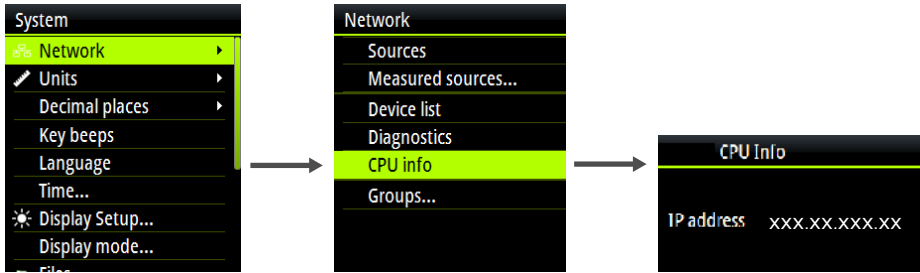 System
Network
Units
Decimal places
Key beeps
Language
Time...
Display Setup...
Display mode...
Files
Network
Sources
Measured sources...
Device list
Diagnostics
CPU info
Groups...
CPU Info
IP address xxx.xx.xxx.xx